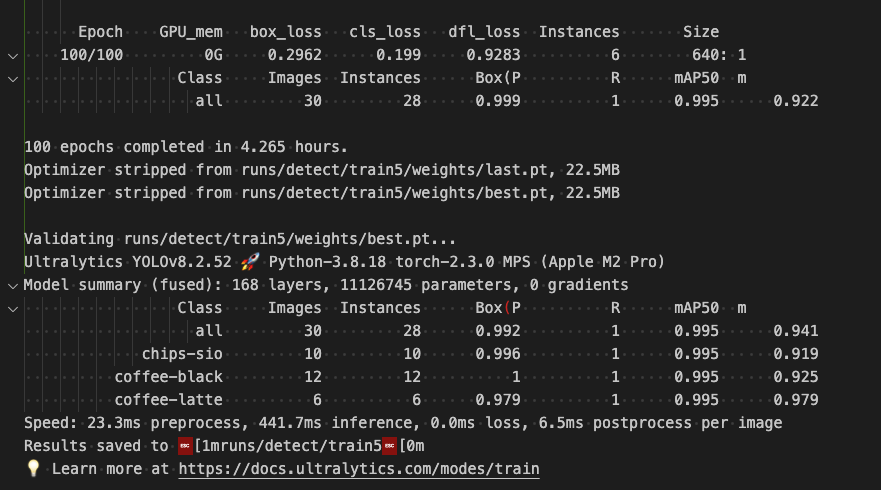 Epoch GPU_mem box_loss cls_loss dfl_loss Instances Size
100/100 0G 0.2962 0.199 0.9283 6 640: 1
Class Images Instances Box(P R mAP50 m
all 30 28 0.999 1 0.995 0.922
100 epochs completed in 4.265 hours.
Optimizer stripped from runs/detect/train5/weights/last.pt, 22.5MB
Optimizer stripped from runs/detect/train5/weights/best.pt, 22.5MB
Validating runs/detect/train5/weights/best.pt...
Ultralytics YOLOv8.2.52 🚀 Python-3.8.18 torch-2.3.0 MPS (Apple M2 Pro)
Model summary (fused): 168 layers, 11126745 parameters, 0 gradients
Class Images Instances Box(P R mAP50 m
all 30 28 0.992 1 0.995 0.941
chips-sio 10 10 0.996 1 0.995 0.919
coffee-black 12 12 1 1 0.995 0.925
coffee-latte 6 6 0.979 1 0.995 0.979
Speed: 23.3ms preprocess, 441.7ms inference, 0.0ms loss, 6.5ms postprocess per image
Results saved to ESC[1mruns/detect/train5ESC[0m
💡 Learn more at https://docs.ultralytics.com/modes/train